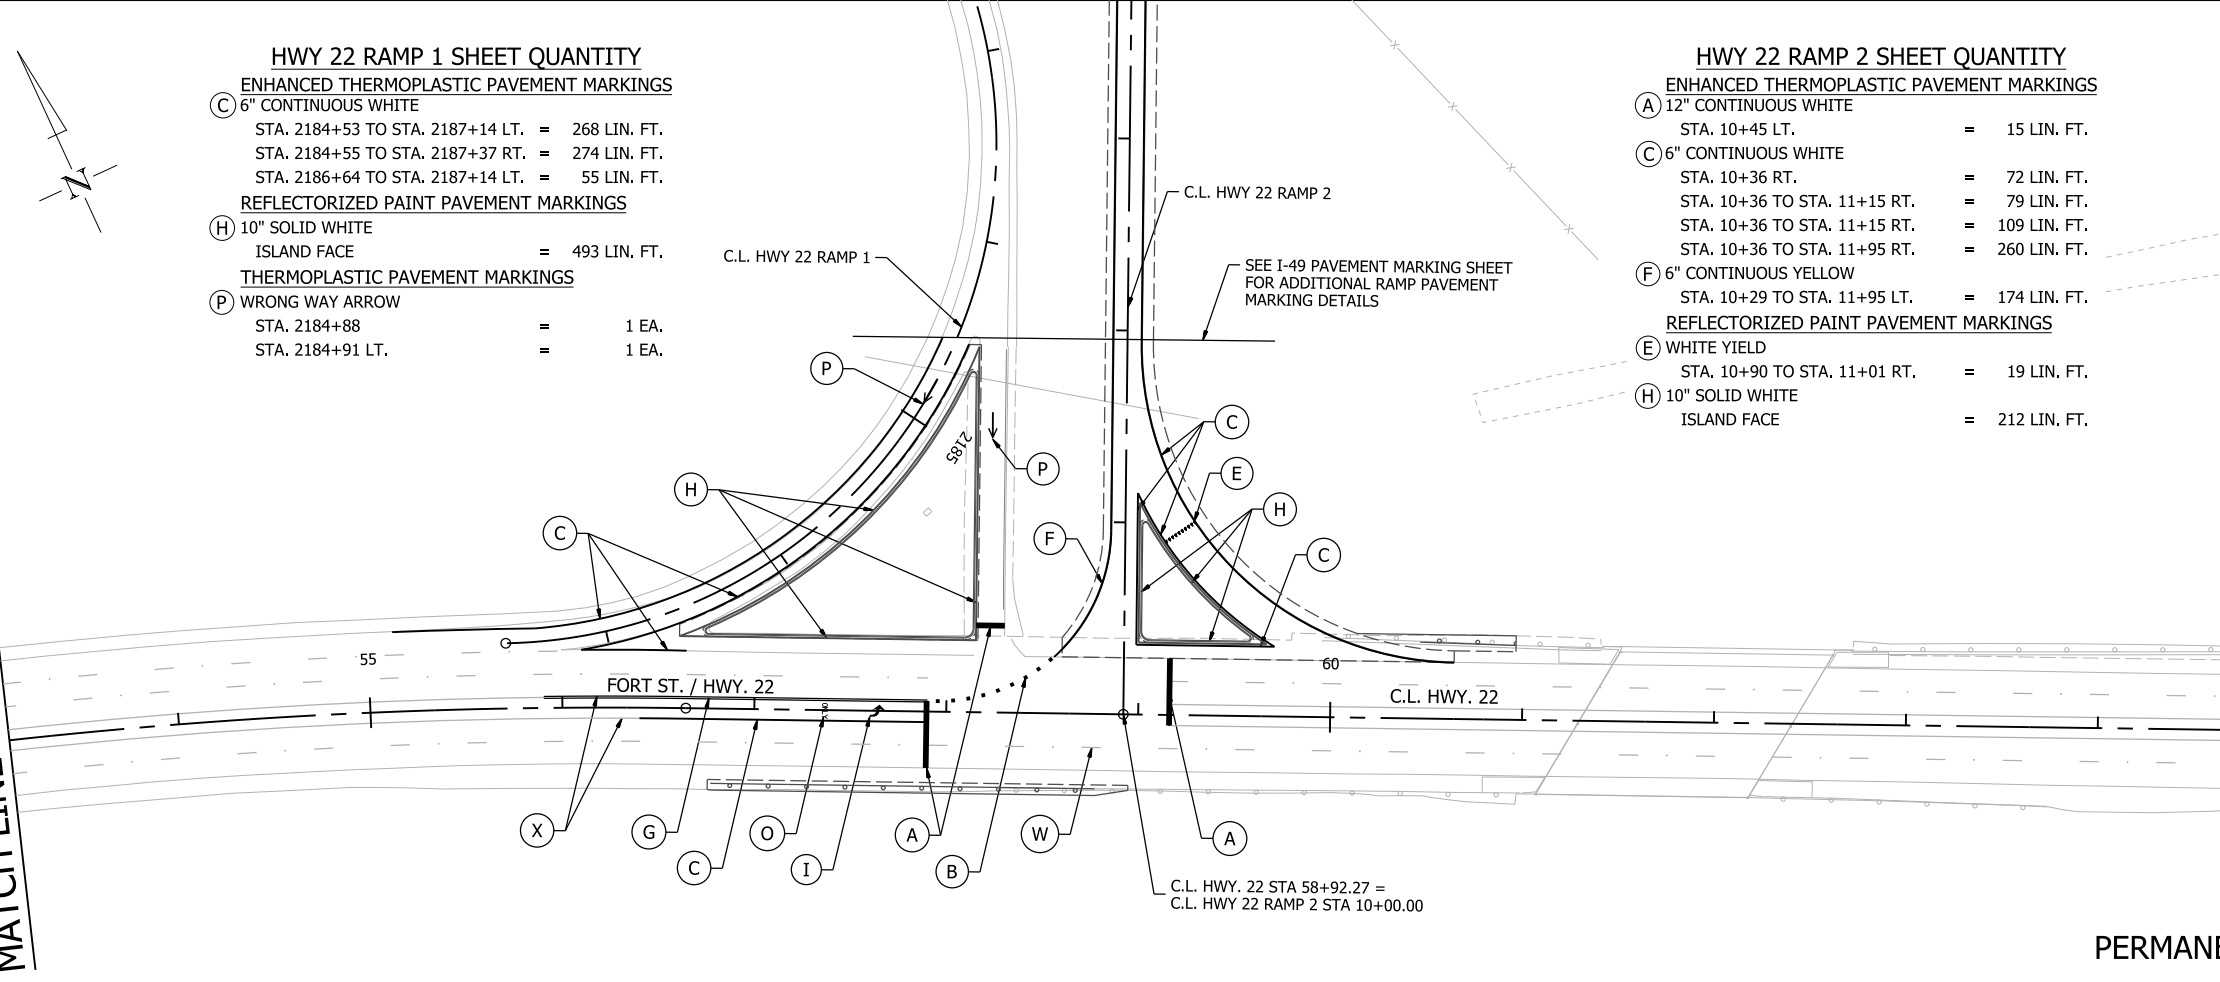 HWY 22 RAMP 1 SHEET QUANTITY
ENHANCED THERMOPLASTIC PAVEMENT MARKINGS
C 6" CONTINUOUS WHITE
STA. 2184+53 TO STA. 2187+14 LT. = 268 LIN. FT.
STA. 2184+55 TO STA. 2187+37 RT. = 274 LIN. FT.
STA. 2186+64 TO STA. 2187+14 LT. = 55 LIN. FT.
REFLECTORIZED PAINT PAVEMENT MARKINGS
H 10" SOLID WHITE
ISLAND FACE = 493 LIN. FT.
THERMOPLASTIC PAVEMENT MARKINGS
P WRONG WAY ARROW
STA. 2184+88 = 1 EA.
STA. 2184+91 LT. = 1 EA.
HWY 22 RAMP 2 SHEET QUANTITY
ENHANCED THERMOPLASTIC PAVEMENT MARKINGS
A 12" CONTINUOUS WHITE
STA. 10+45 LT. = 15 LIN. FT.
C 6" CONTINUOUS WHITE
STA. 10+36 RT. = 72 LIN. FT.
STA. 10+36 TO STA. 11+15 RT. = 79 LIN. FT.
STA. 10+36 TO STA. 11+15 RT. = 109 LIN. FT.
STA. 10+36 TO STA. 11+95 RT. = 260 LIN. FT.
F 6" CONTINUOUS YELLOW
STA. 10+29 TO STA. 11+95 LT. = 174 LIN. FT.
REFLECTORIZED PAINT PAVEMENT MARKINGS
E WHITE YIELD
STA. 10+90 TO STA. 11+01 RT. = 19 LIN. FT.
H 10" SOLID WHITE
ISLAND FACE = 212 LIN. FT.
N
C.L. HWY 22 RAMP 2
C.L. HWY 22 RAMP 1
SEE I-49 PAVEMENT MARKING SHEET
FOR ADDITIONAL RAMP PAVEMENT
MARKING DETAILS
P
C
2185
P
E
H
H
C
F
C
55
60
FORT ST. / HWY. 22
C.L. HWY. 22
ONLY
MATCH LINE
X
G
C
O
I
A
B
W
A
C.L. HWY. 22 STA 58+92.27 =
C.L. HWY 22 RAMP 2 STA 10+00.00
PERMANE